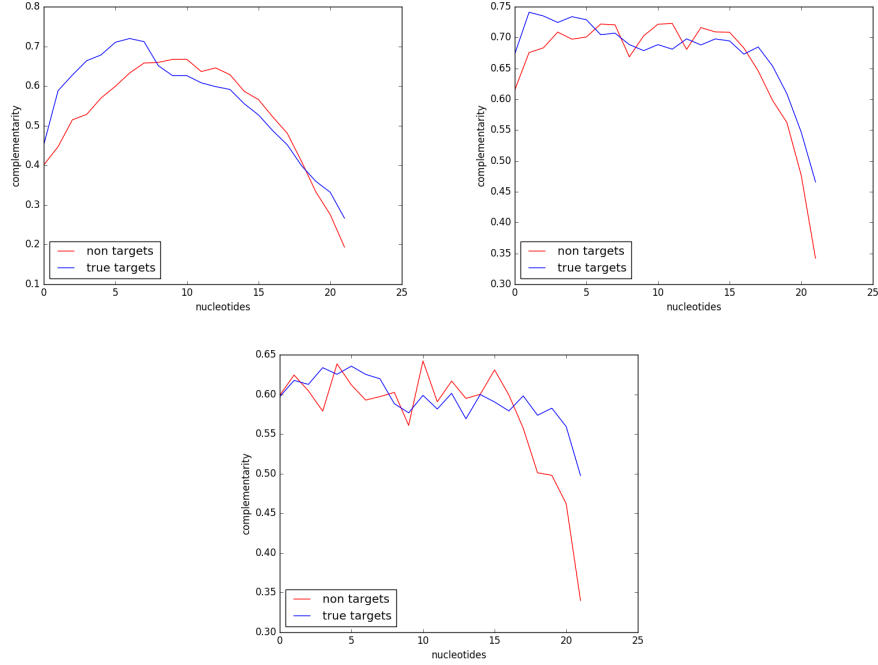 0.8
0.7
0.6
0.5
0.4
0.3
0.2
0.1
complementarity
non targets
true targets
0 5 10 15 20 25
nucleotides
0.75
0.70
0.65
0.60
0.55
0.50
0.45
0.40
0.35
0.30
complementarity
non targets
true targets
0 5 10 15 20 25
nucleotides
0.65
0.60
0.55
0.50
0.45
0.40
0.35
0.30
complementarity
non targets
true targets
0 5 10 15 20 25
nucleotides